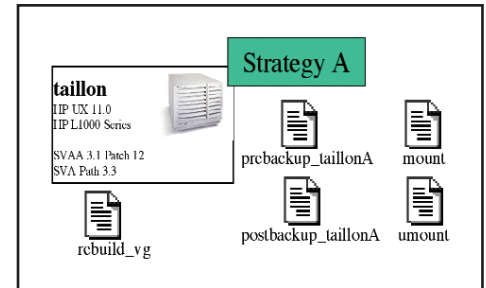 Strategy A
taillon
HP UX 11.0
HP L1000 Series
SVAA 3.1 Patch 12
SVA Path 3.3
prebackup_taillonA
mount
rebuild_vg
postbackup_taillonA
umount